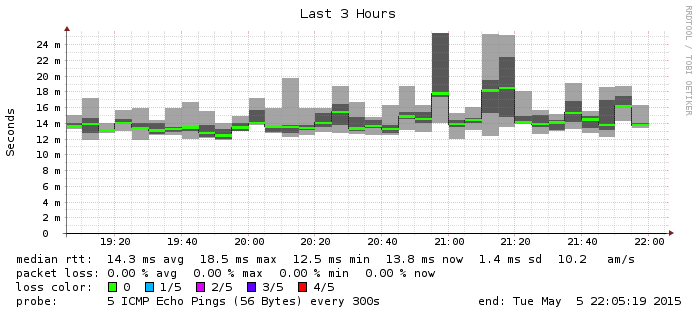 Last 3 Hours
RRDTOOL / TOBI OETIKER
Seconds
24 m
22 m
20 m
18 m
16 m
14 m
12 m
10 m
8 m
6 m
4 m
2 m
0
19:20 19:40 20:00 20:20 20:40 21:00 21:20 21:40 22:00
median rtt: 14.3 ms avg 18.5 ms max 12.5 ms min 13.8 ms now 1.4 ms sd 10.2 am/s
packet loss: 0.00 % avg 0.00 % max 0.00 % min 0.00 % now
loss color: 0 1/5 2/5 3/5 4/5
probe: 5 ICMP Echo Pings (56 Bytes) every 300s end: Tue May 5 22:05:19 2015